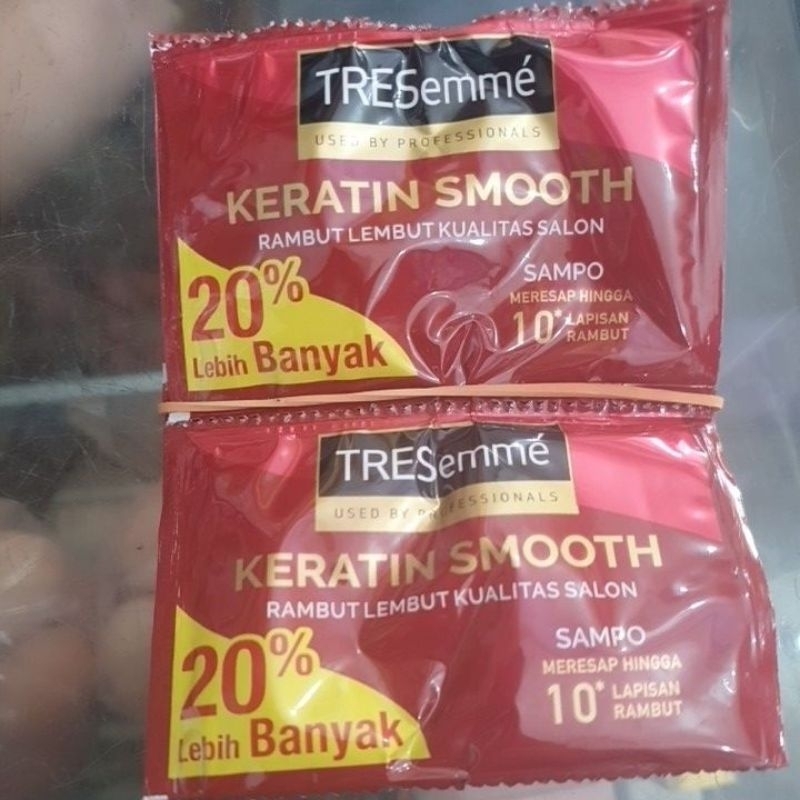 TRESemmé
USED BY PROFESSIONALS
KERATIN SMOOTH
RAMBUT LEMBUT KUALITAS SALON
20%
Lebih Banyak
SAMPO
MERESAP HINGGA
10* LAPISAN
RAMBUT
TRESemmé
USED BY PROFESSIONALS
KERATIN SMOOTH
RAMBUT LEMBUT KUALITAS SALON
20%
Lebih Banyak
SAMPO
MERESAP HINGGA
10* LAPISAN
RAMBUT